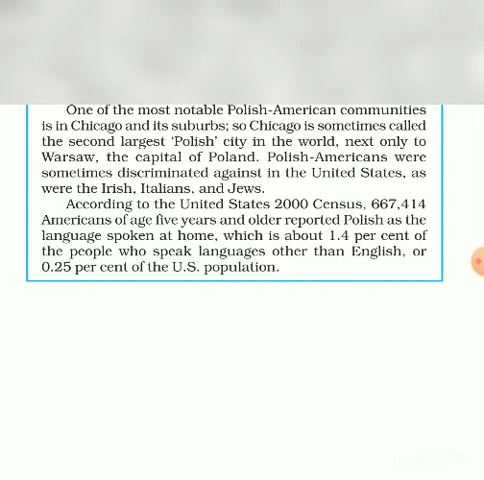 One of the most notable Polish-American communities
is in Chicago and its suburbs; so Chicago is sometimes called
the second largest ‘Polish’ city in the world, next only to
Warsaw, the capital of Poland. Polish-Americans were
sometimes discriminated against in the United States, as
were the Irish, Italians, and Jews.
According to the United States 2000 Census, 667,414
Americans of age five years and older reported Polish as the
language spoken at home, which is about 1.4 per cent of
the people who speak languages other than English, or
0.25 per cent of the U.S. population.